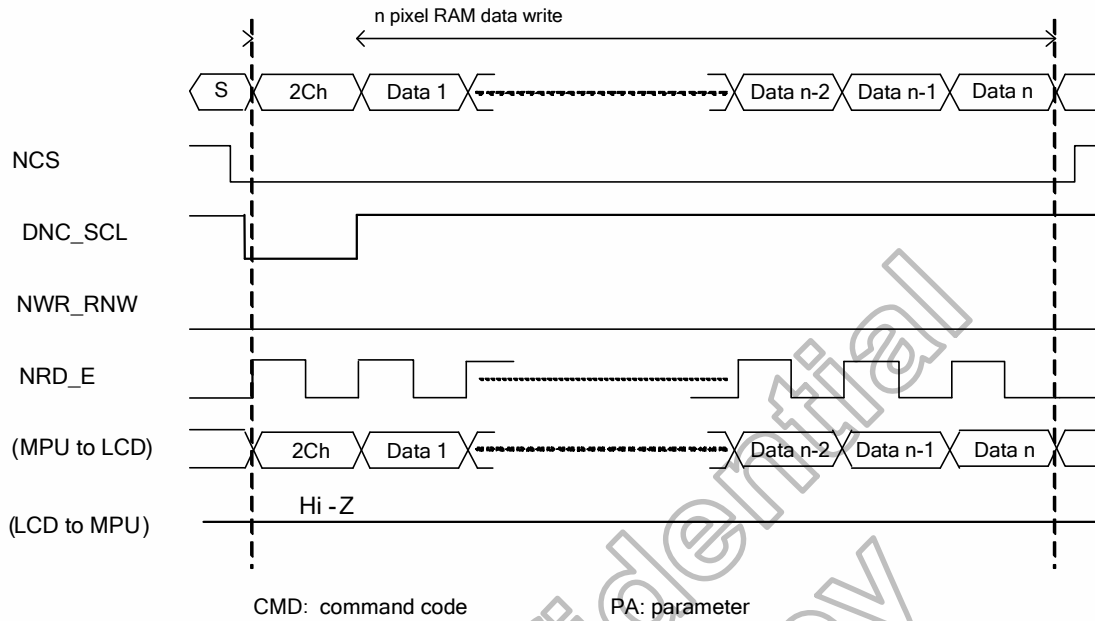 n pixel RAM data write
S 2Ch Data 1 Data n-2 Data n-1 Data n
NCS
DNC_SCL
NWR_RNW
NRD_E
(MPU to LCD) 2Ch Data 1 Data n-2 Data n-1 Data n
Hi -Z
(LCD to MPU)
CMD: command code PA: parameter